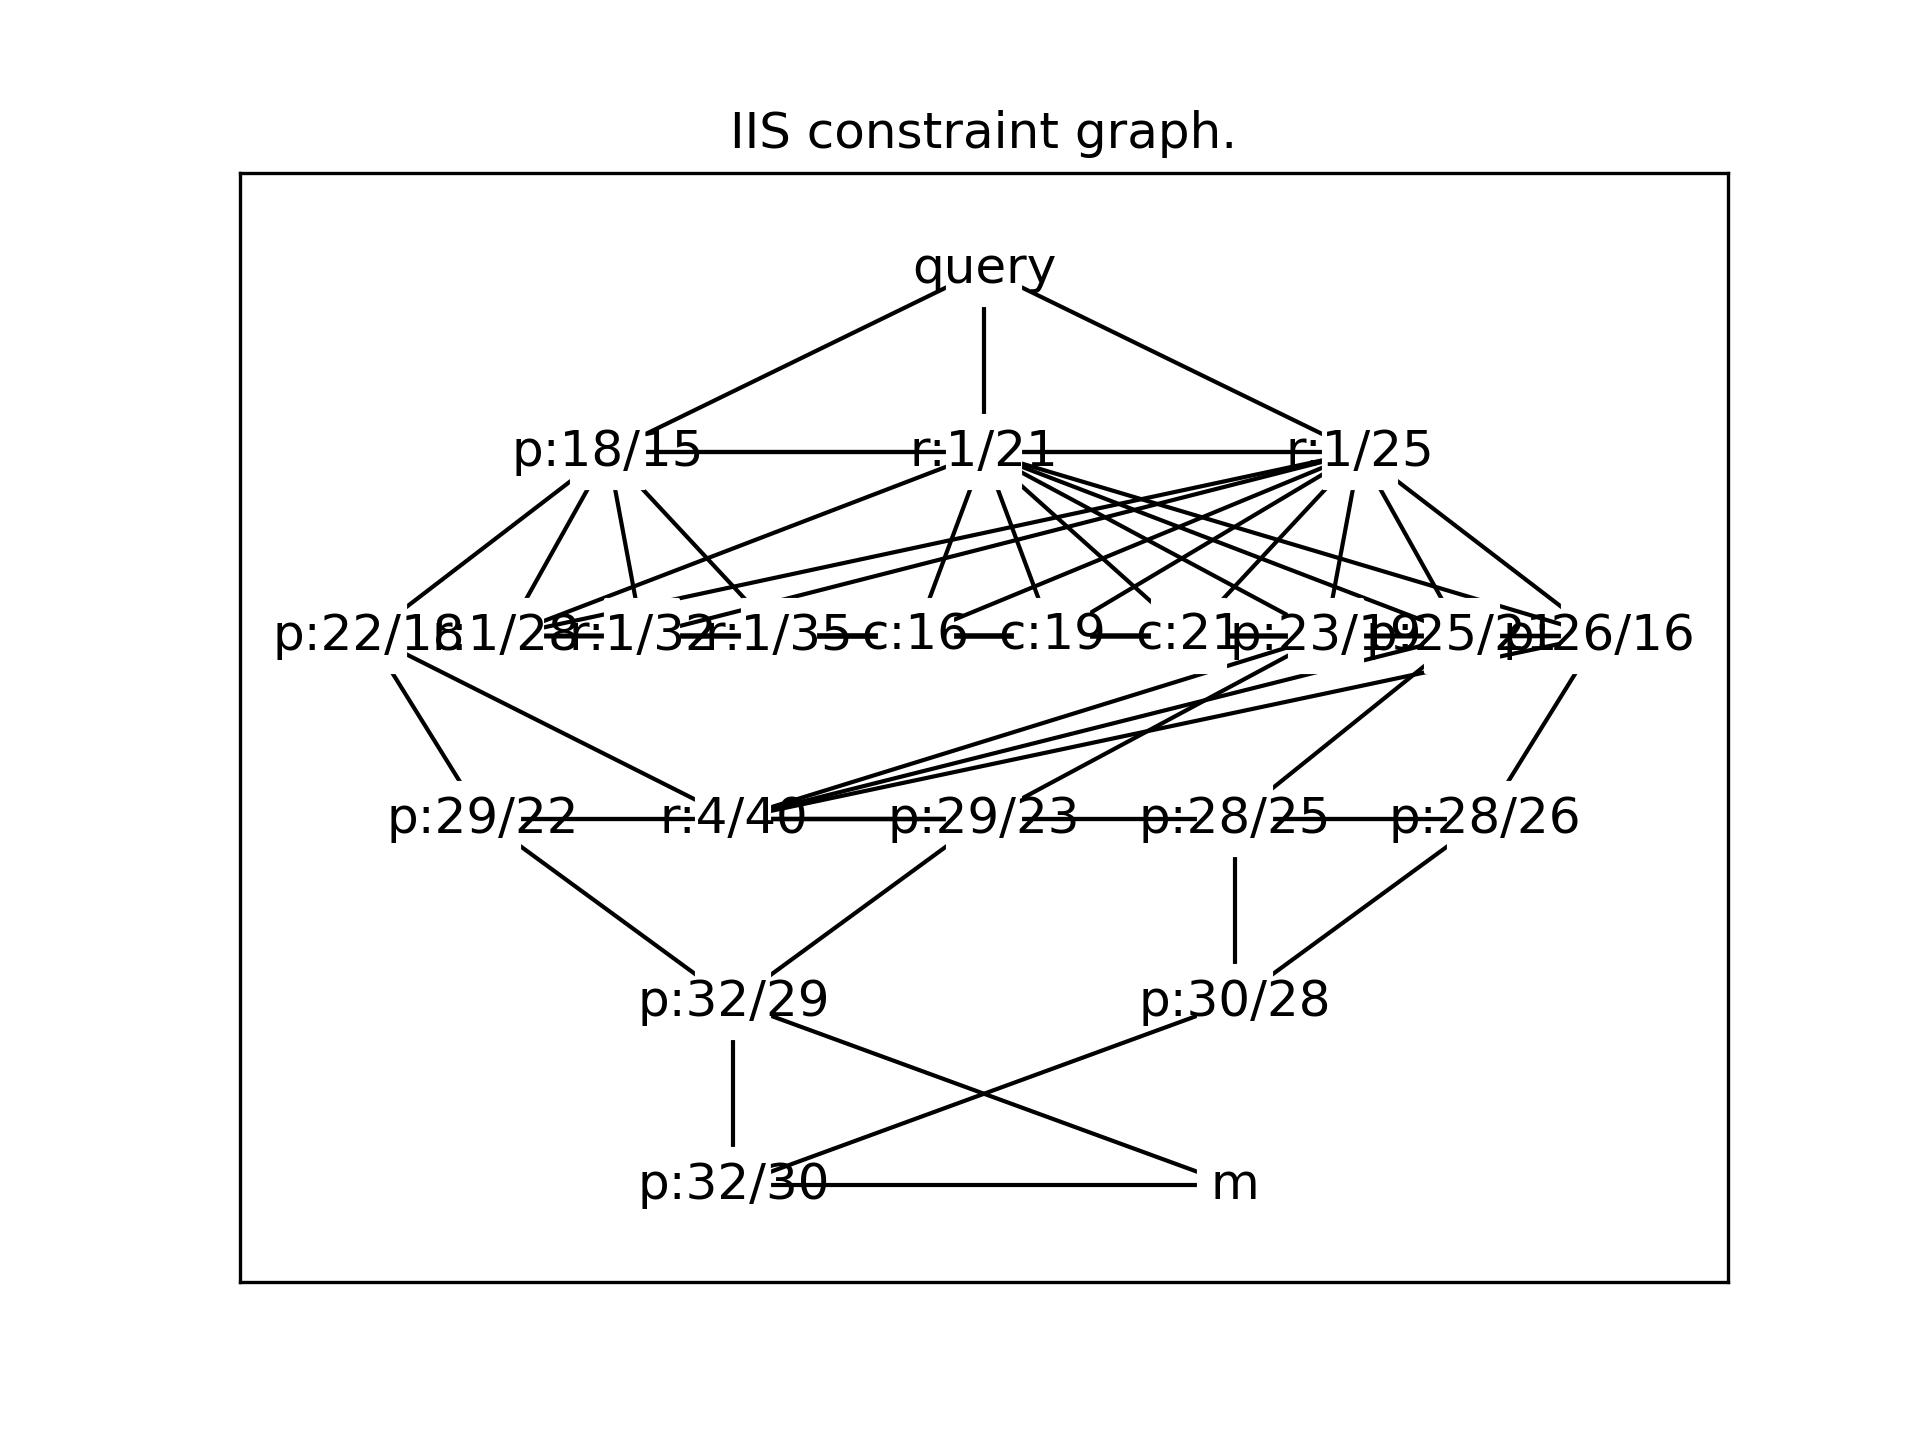 IIS constraint graph.
query
p:18/15 r:1/21 r:1/25
p:22/18 r:1/28 r:1/32 r:1/35 c:16 c:19 c:21 p:23/19 p:25/21 p:26/16
p:29/22 r:4/40 p:29/23 p:28/25 p:28/26
p:32/29 p:30/28
p:32/30 m